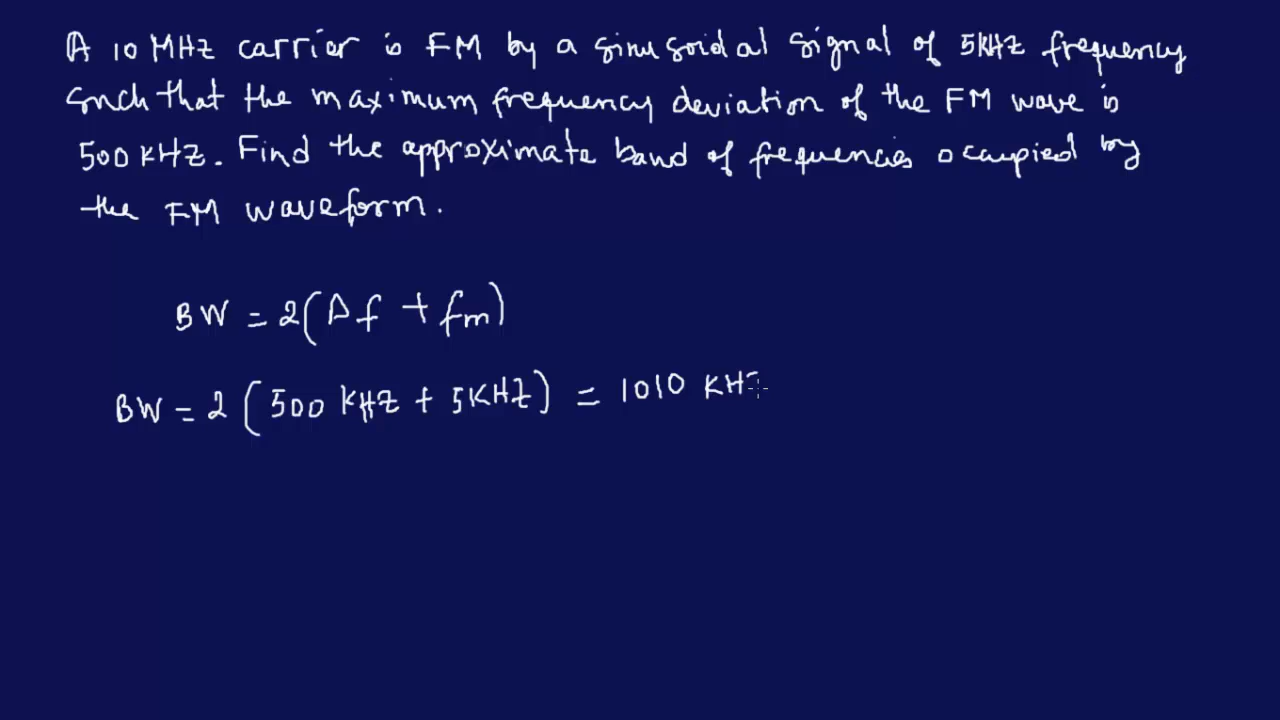 A 10 MHz carrier is FM by a sinusoidal signal of 5KHz frequency
such that the maximum frequency deviation of the FM wave is
500 KHZ. Find the approximate band of frequencies occupied by
the FM waveform.
BW = 2(Δf + fm)
BW = 2 (500 KHZ + 5KHZ) = 1010 KHZ